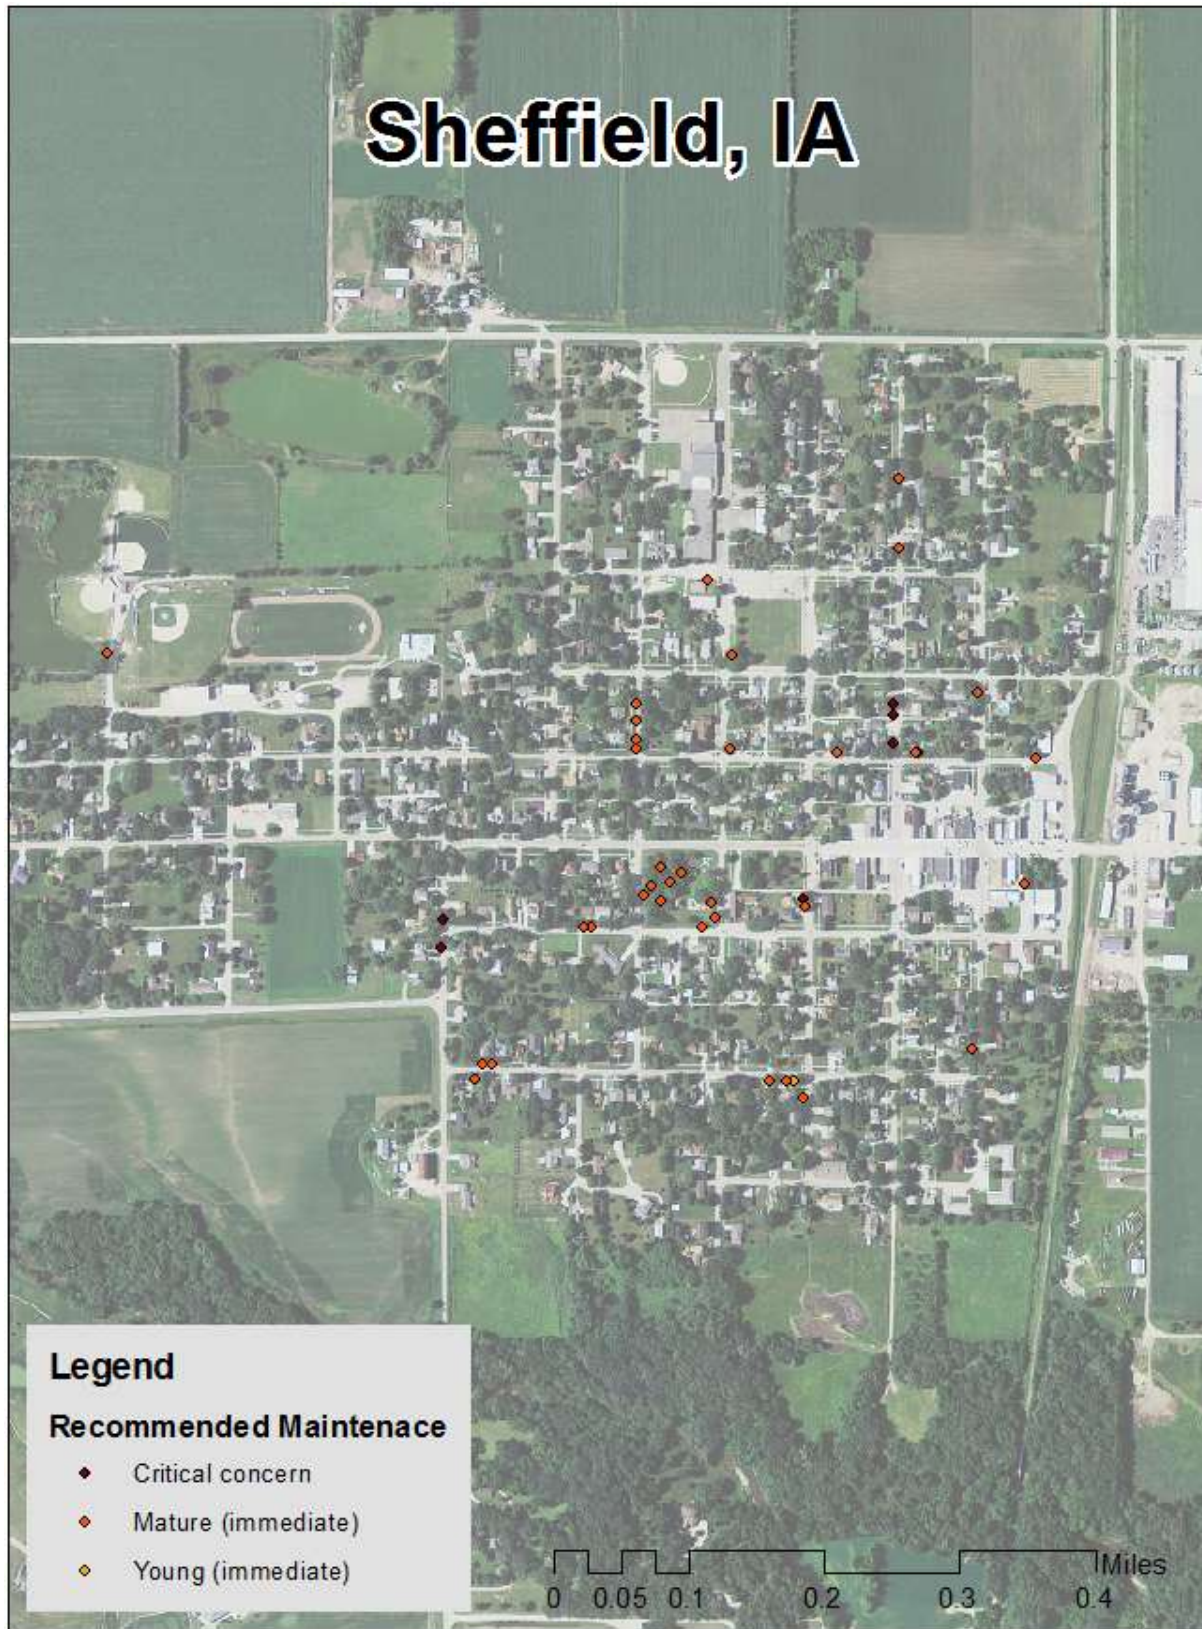 Sheffield, IA
Legend
Recommended Maintenace
Critical concern
Mature (immediate)
Young (immediate)
Miles
0 0.05 0.1 0.2 0.3 0.4